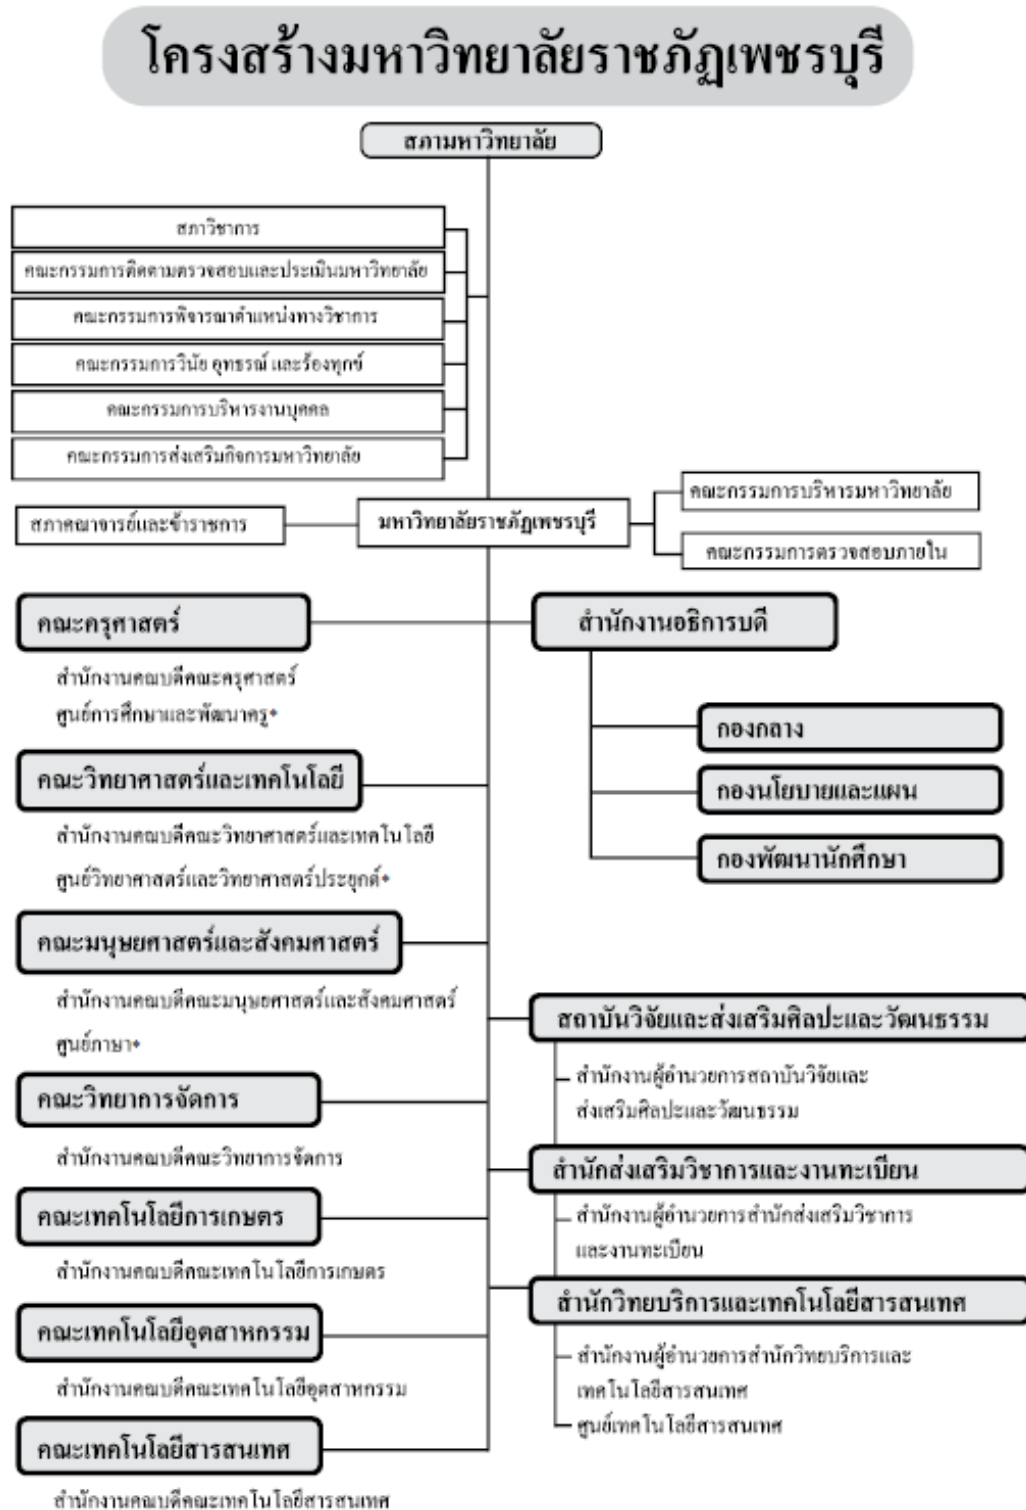 โครงสร้างมหาวิทยาลัยราชภัฏเพชรบุรี
สภามหาวิทยาลัย
สภาวิชาการ
คณะกรรมการติดตามตรวจสอบและประเมินมหาวิทยาลัย
คณะกรรมการพิจารณาตำแหน่งทางวิชาการ
คณะกรรมการวินัย อุทธรณ์ และร้องทุกข์
คณะกรรมการบริหารงานบุคคล
คณะกรรมการส่งเสริมกิจการมหาวิทยาลัย
สภาคณาจารย์และข้าราชการ
มหาวิทยาลัยราชภัฏเพชรบุรี
คณะกรรมการบริหารมหาวิทยาลัย
คณะกรรมการตรวจสอบภายใน
คณะครุศาสตร์
สำนักงานคณบดีคณะครุศาสตร์
ศูนย์การศึกษาและพัฒนาครู*
คณะวิทยาศาสตร์และเทคโนโลยี
สำนักงานคณบดีคณะวิทยาศาสตร์และเทคโนโลยี
ศูนย์วิทยาศาสตร์และวิทยาศาสตร์ประยุกต์*
คณะมนุษยศาสตร์และสังคมศาสตร์
สำนักงานคณบดีคณะมนุษยศาสตร์และสังคมศาสตร์
ศูนย์ภาษา*
คณะวิทยาการจัดการ
สำนักงานคณบดีคณะวิทยาการจัดการ
คณะเทคโนโลยีการเกษตร
สำนักงานคณบดีคณะเทคโนโลยีการเกษตร
คณะเทคโนโลยีอุตสาหกรรม
สำนักงานคณบดีคณะเทคโนโลยีอุตสาหกรรม
คณะเทคโนโลยีสารสนเทศ
สำนักงานคณบดีคณะเทคโนโลยีสารสนเทศ
สำนักงานอธิการบดี
กองกลาง
กองนโยบายและแผน
กองพัฒนานักศึกษา
สถาบันวิจัยและส่งเสริมศิลปะและวัฒนธรรม
สำนักงานผู้อำนวยการสถาบันวิจัยและ
ส่งเสริมศิลปะและวัฒนธรรม
สำนักส่งเสริมวิชาการและงานทะเบียน
สำนักงานผู้อำนวยการสำนักส่งเสริมวิชาการ
และงานทะเบียน
สำนักวิทยบริการและเทคโนโลยีสารสนเทศ
สำนักงานผู้อำนวยการสำนักวิทยบริการและ
เทคโนโลยีสารสนเทศ
ศูนย์เทคโนโลยีสารสนเทศ